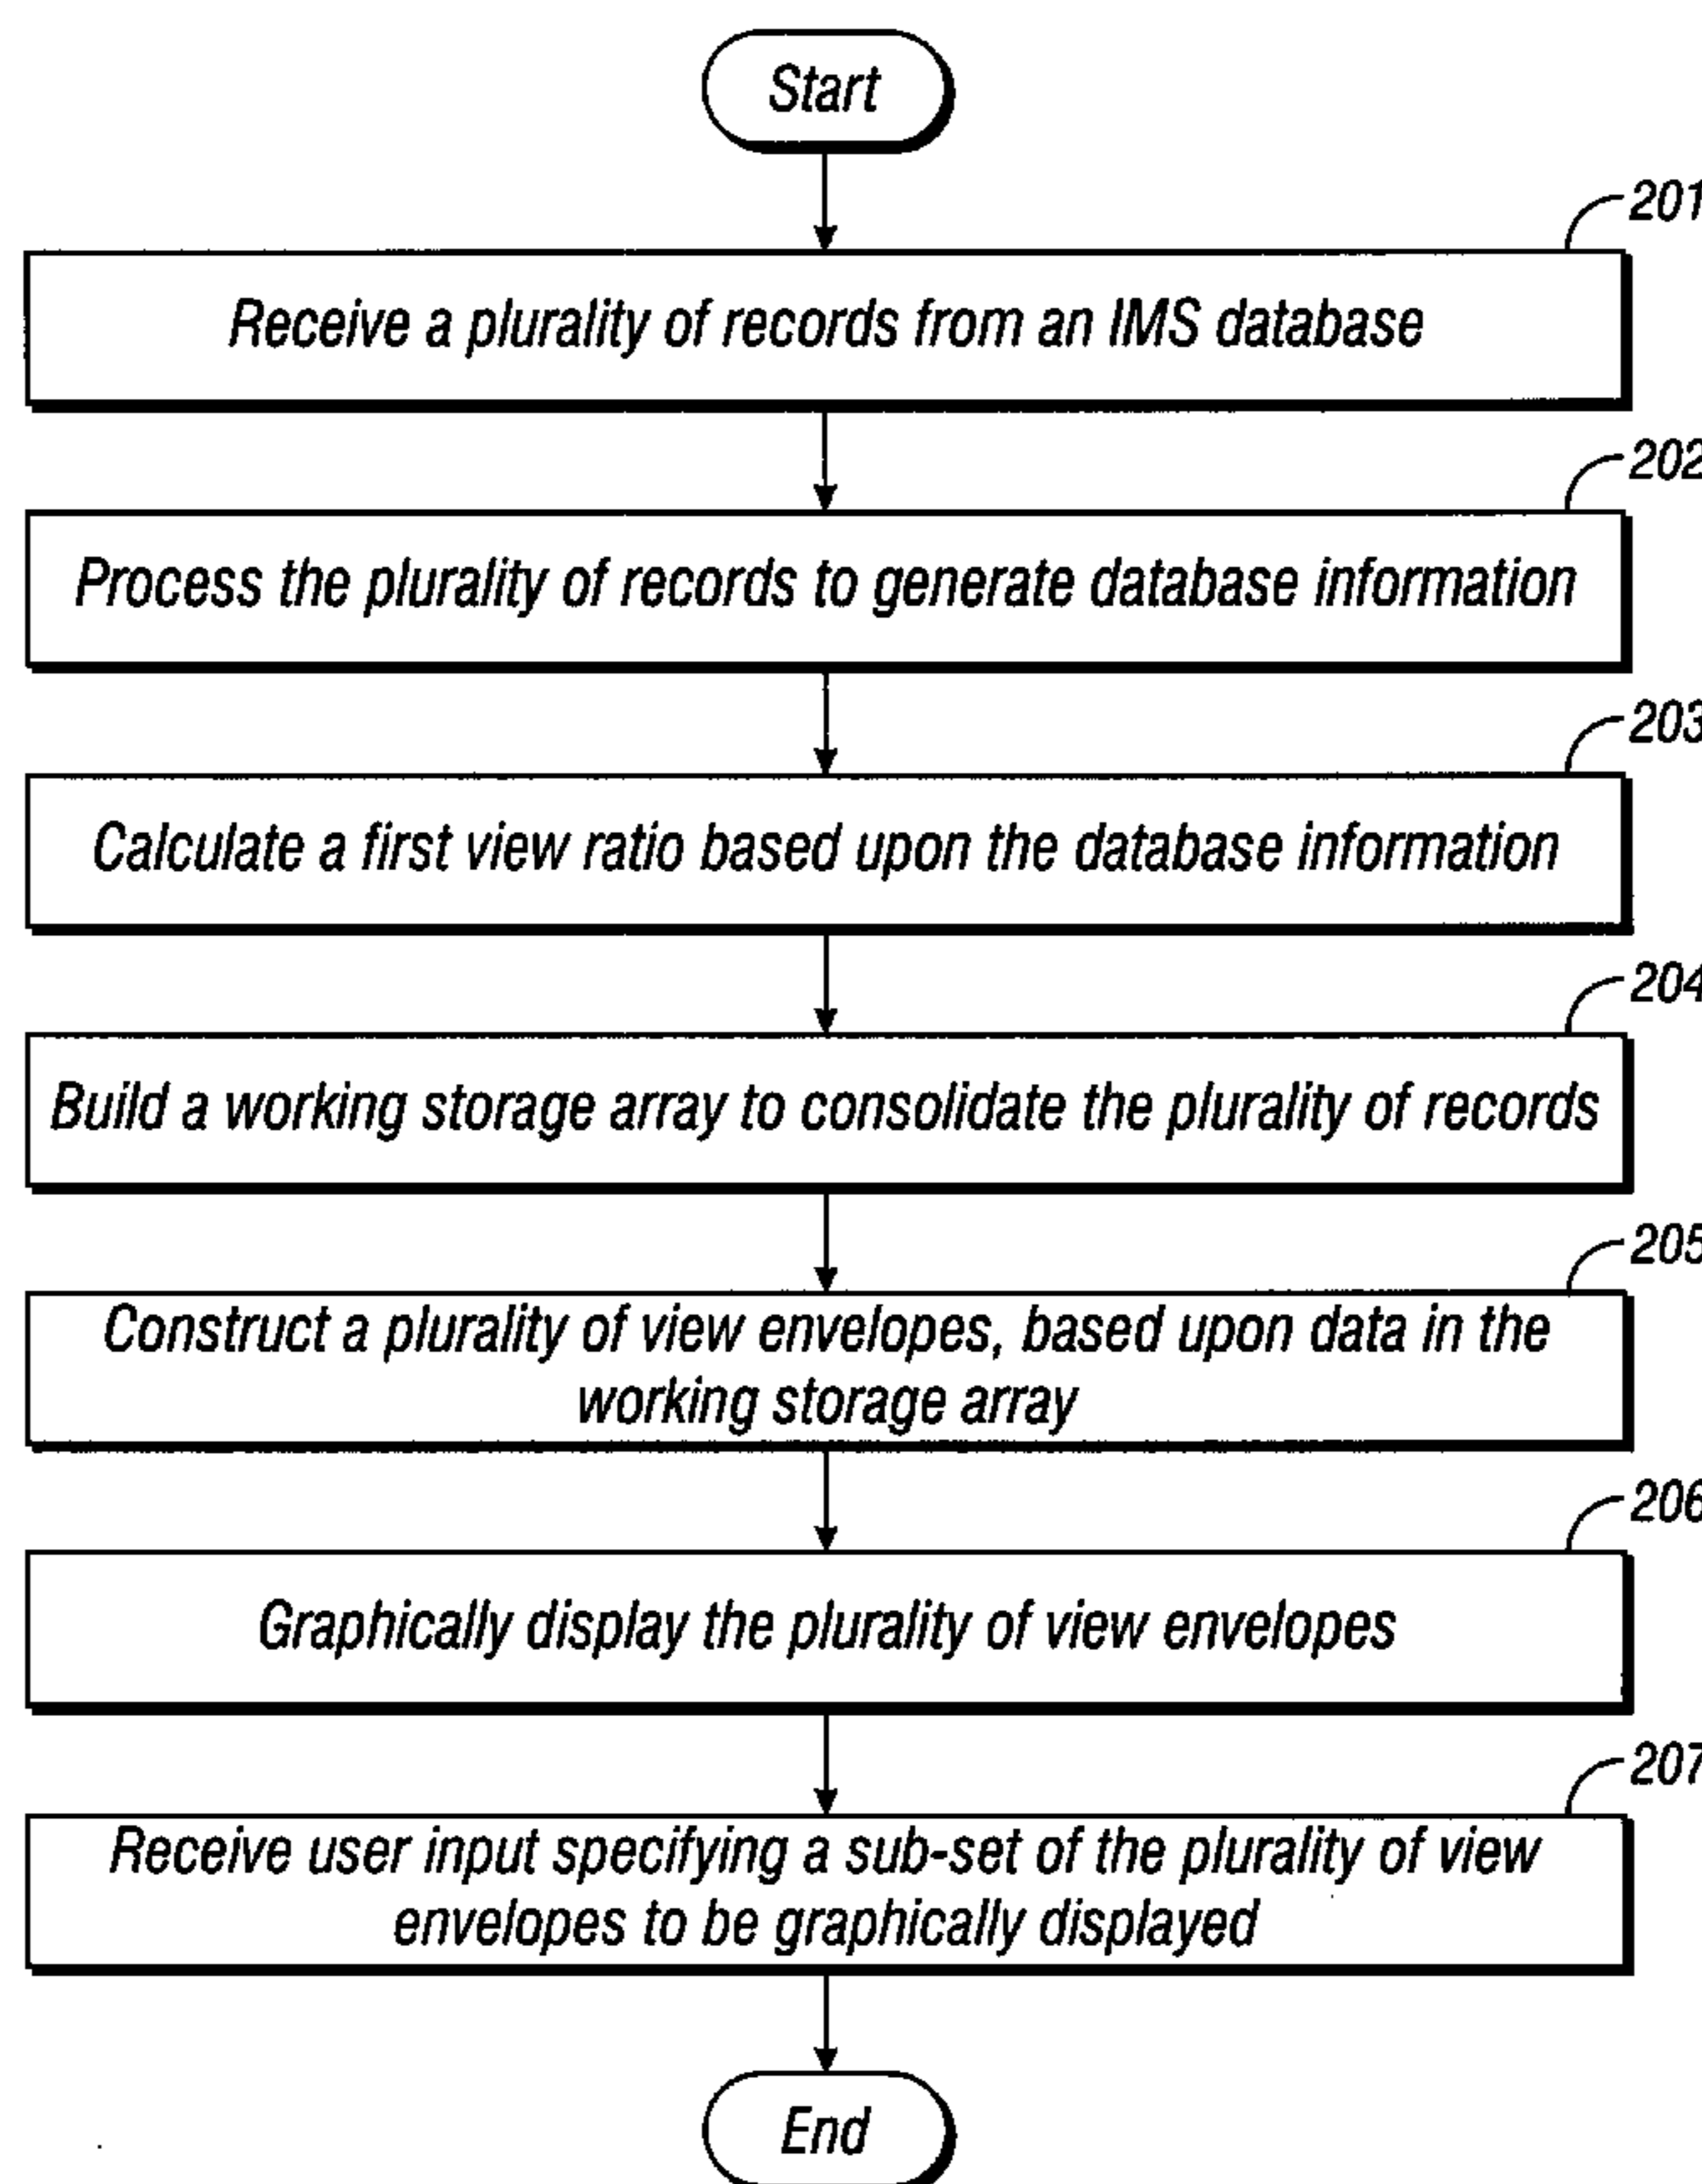 Start
201
Receive a plurality of records from an IMS database
202
Process the plurality of records to generate database information
203
Calculate a first view ratio based upon the database information
204
Build a working storage array to consolidate the plurality of records
205
Construct a plurality of view envelopes, based upon data in the
working storage array
206
Graphically display the plurality of view envelopes
207
Receive user input specifying a sub-set of the plurality of view
envelopes to be graphically displayed
End